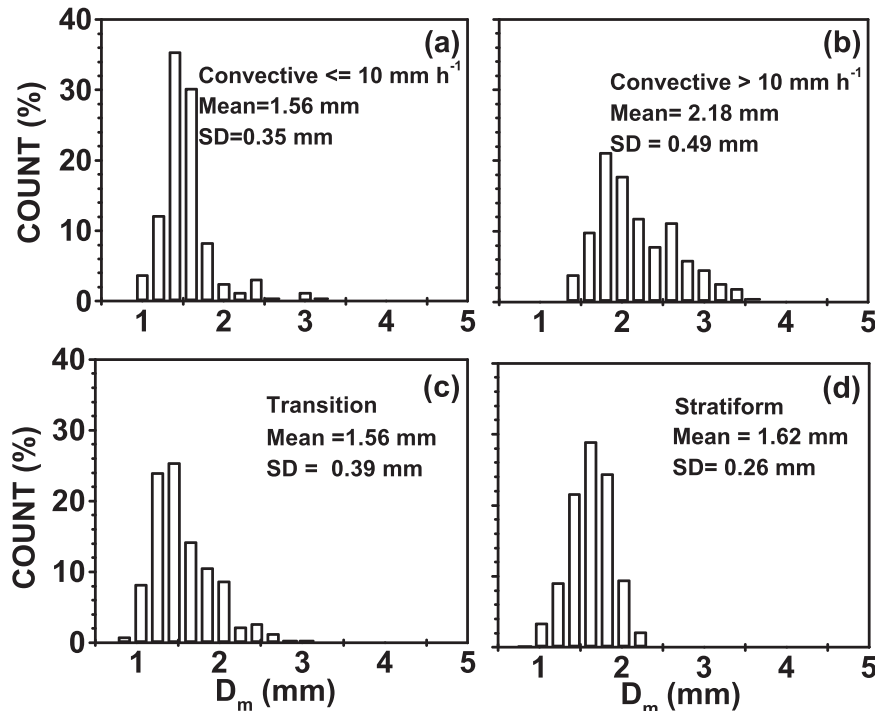 40
30
20
10
0
COUNT (%)
(a)
Convective <= 10 mm h-1
Mean=1.56 mm
SD=0.35 mm
1 2 3 5
(b)
Convective > 10 mm h-1
Mean= 2.18 mm
SD = 0.49 mm
1 2 3 4 5
40
30
20
10
0
COUNT (%)
(c)
Transition
Mean =1.56 mm
SD = 0.39 mm
1 2 3 5
Dm (mm)
(d)
Stratiform
Mean = 1.62 mm
SD= 0.26 mm
1 2 3 4 5
Dm (mm)